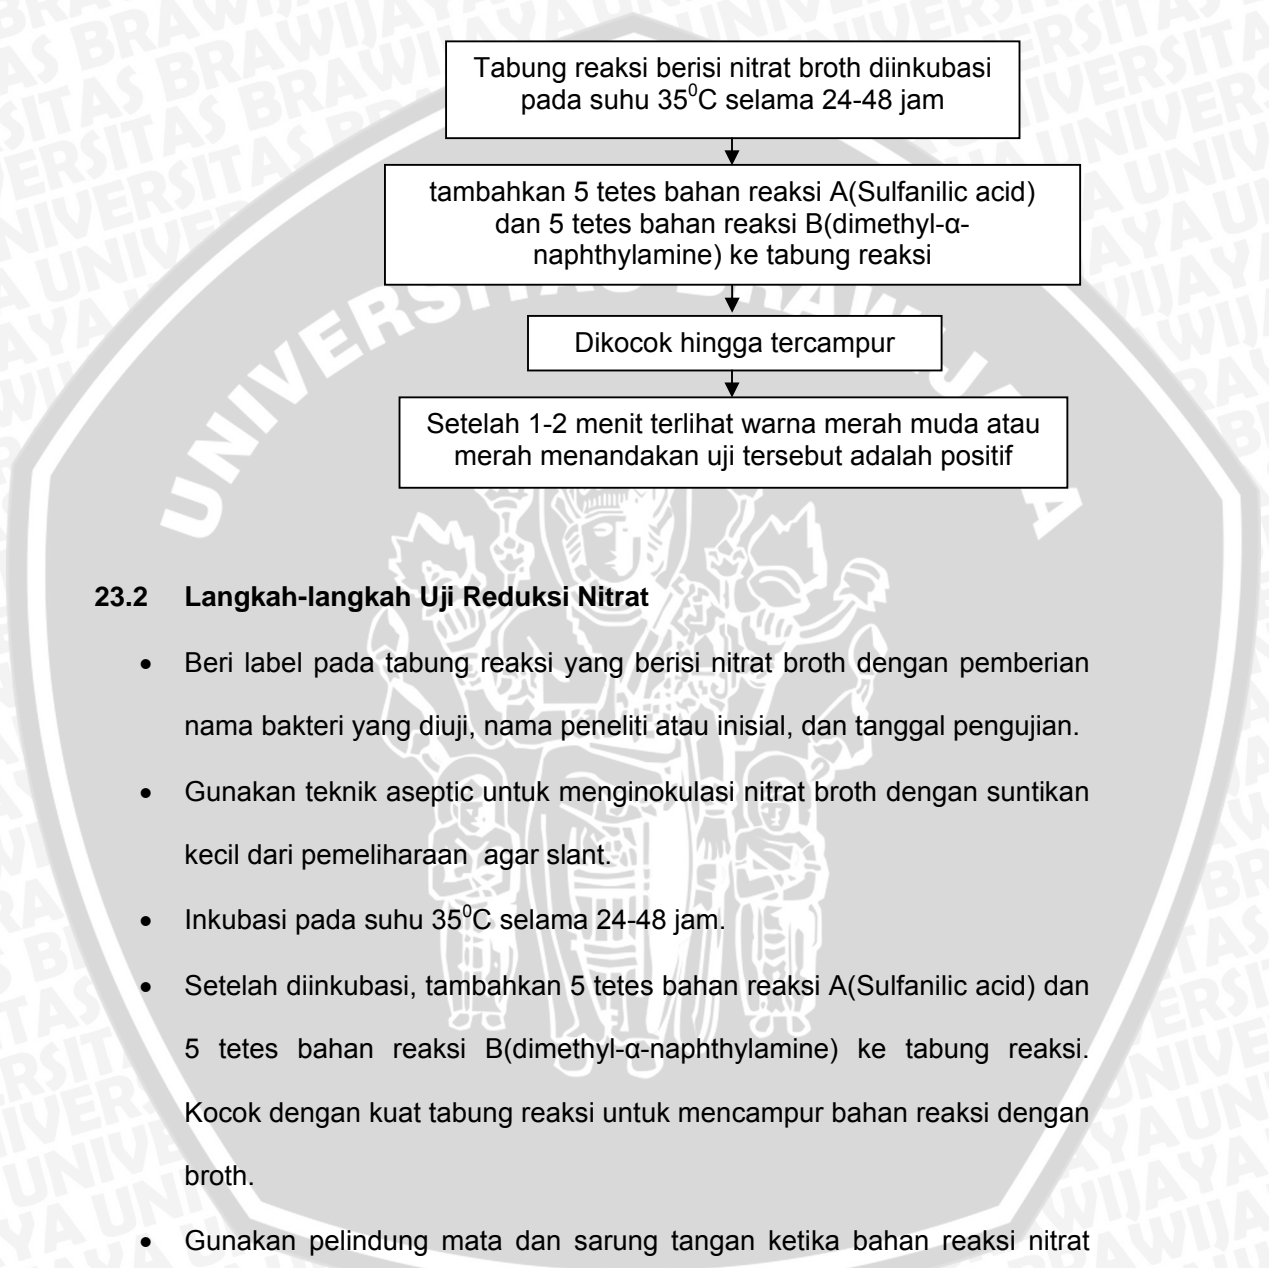 Tabung reaksi berisi nitrat broth diinkubasi
pada suhu 35⁰C selama 24-48 jam
tambahkan 5 tetes bahan reaksi A(Sulfanilic acid)
dan 5 tetes bahan reaksi B(dimethyl-α-
naphthylamine) ke tabung reaksi
Dikocok hingga tercampur
Setelah 1-2 menit terlihat warna merah muda atau
merah menandakan uji tersebut adalah positif
UNIVERSITAS BRAWIJAYA
23.2 Langkah-langkah Uji Reduksi Nitrat
• Beri label pada tabung reaksi yang berisi nitrat broth dengan pemberian
nama bakteri yang diuji, nama peneliti atau inisial, dan tanggal pengujian.
• Gunakan teknik aseptic untuk menginokulasi nitrat broth dengan suntikan
kecil dari pemeliharaan agar slant.
• Inkubasi pada suhu 35⁰C selama 24-48 jam.
• Setelah diinkubasi, tambahkan 5 tetes bahan reaksi A(Sulfanilic acid) dan
5 tetes bahan reaksi B(dimethyl-α-naphthylamine) ke tabung reaksi.
Kocok dengan kuat tabung reaksi untuk mencampur bahan reaksi dengan
broth.
• Gunakan pelindung mata dan sarung tangan ketika bahan reaksi nitrat